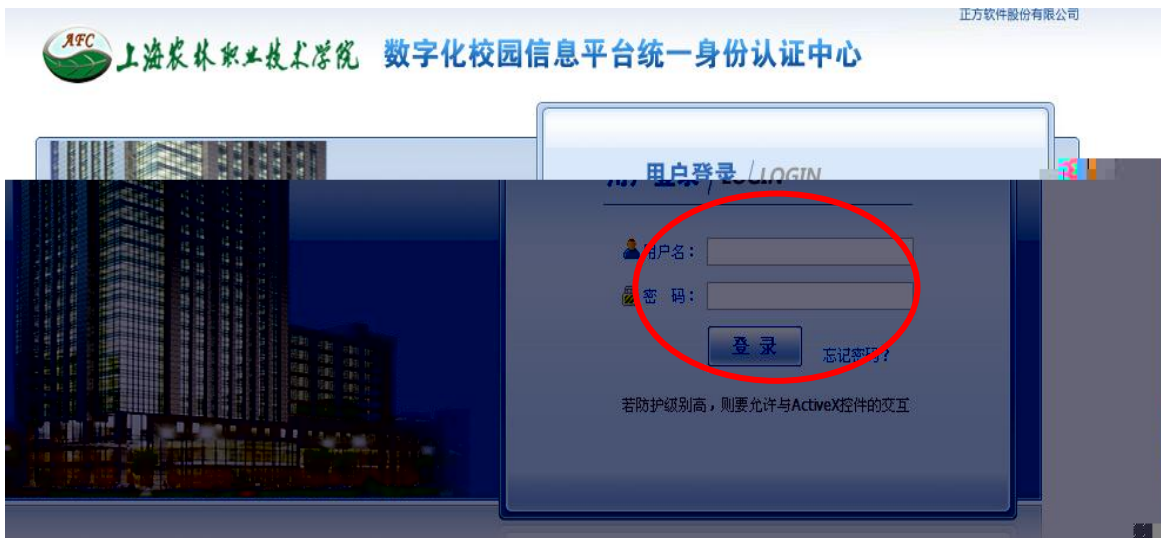 正方软件股份有限公司
AFC
上海农林职业技术学院 数字化校园信息平台统一身份认证中心
用户登录 / LOGIN
用户名：
密 码：
登 录 忘记密码?
若防护级别高，则要允许与ActiveX控件的交互